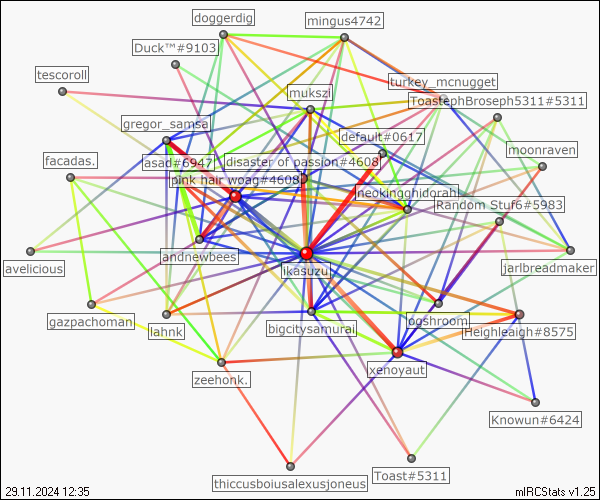 doggerdig
mingus4742
Duck™#9103
tescoroll
turkey_mcnugget
mukszi
ToastephBroseph5311#5311
gregor_samsa
default#0617
moonraven
facadas.
asad#6947
disaster of passion#4608
pink hair woag#4608
neokingghidorah
Random Stuf6#5983
andnewbees
avelicious
ikasuzu
jarlbreadmaker
gazpachoman
lahnk
bigcitysamurai
poshroom
Heighleaigh#8575
xenoyaut
zeehonk.
Knowun#6424
thiccusboiusalexusjoneus
Toast#5311
29.11.2024 12:35
mIRCStats v1.25